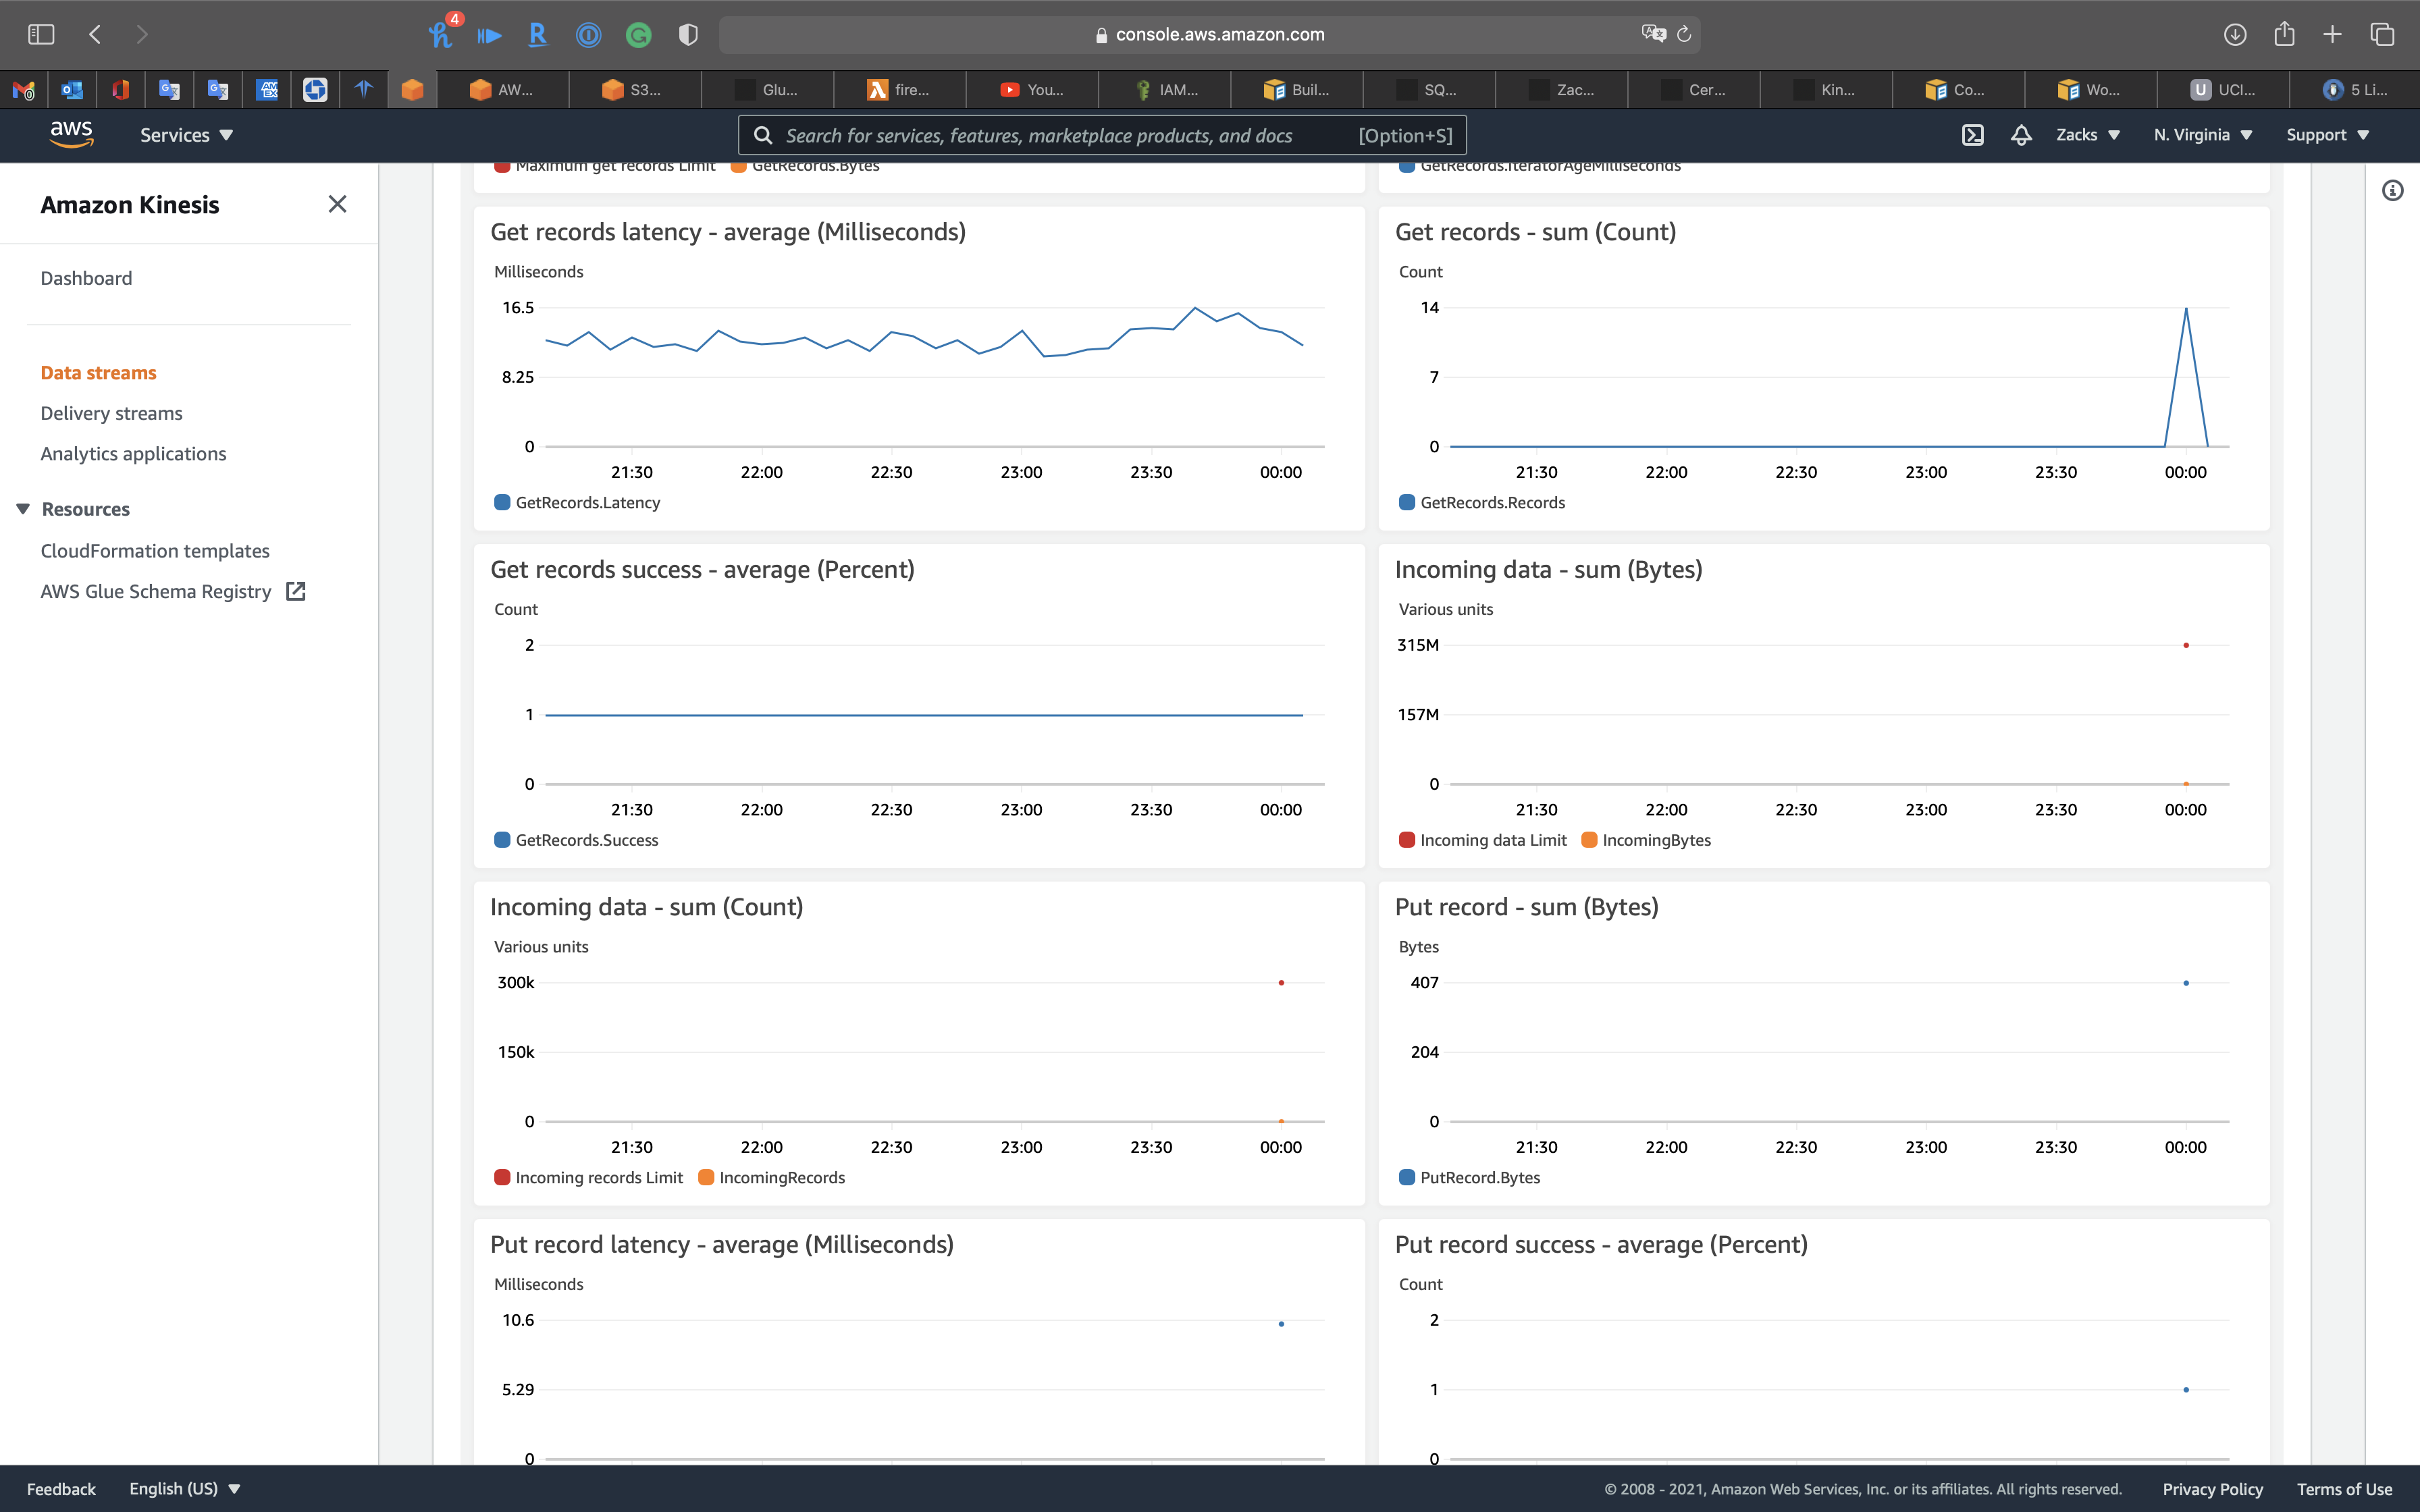 4
console.aws.amazon.com
AW...
S3...
Glu...
fire...
You...
IAM...
Buil...
SQ...
Zac...
Cer...
Kin...
Co...
Wo...
UCI...
5 Li...
aws
Services
Search for services, features, marketplace products, and docs [Option+S]
Zacks
N. Virginia
Support
Amazon Kinesis
Dashboard
Data streams
Delivery streams
Analytics applications
Resources
CloudFormation templates
AWS Glue Schema Registry
Maximum get records Limit GetRecords.Bytes
GetRecords.IteratorAgeMilliseconds
Get records latency - average (Milliseconds)
Milliseconds
16.5
8.25
0
21:30 22:00 22:30 23:00 23:30 00:00
GetRecords.Latency
Get records - sum (Count)
Count
14
7
0
21:30 22:00 22:30 23:00 23:30 00:00
GetRecords.Records
Get records success - average (Percent)
Count
2
1
0
21:30 22:00 22:30 23:00 23:30 00:00
GetRecords.Success
Incoming data - sum (Bytes)
Various units
315M
157M
0
21:30 22:00 22:30 23:00 23:30 00:00
Incoming data Limit IncomingBytes
Incoming data - sum (Count)
Various units
300k
150k
0
21:30 22:00 22:30 23:00 23:30 00:00
Incoming records Limit IncomingRecords
Put record - sum (Bytes)
Bytes
407
204
0
21:30 22:00 22:30 23:00 23:30 00:00
PutRecord.Bytes
Put record latency - average (Milliseconds)
Milliseconds
10.6
5.29
0
Put record success - average (Percent)
Count
2
1
0
Feedback English (US)
© 2008 - 2021, Amazon Web Services, Inc. or its affiliates. All rights reserved. Privacy Policy Terms of Use